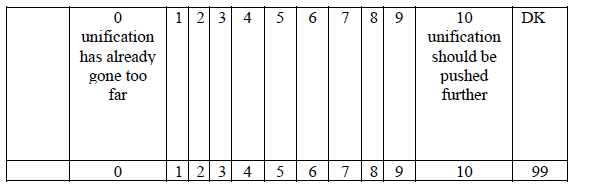 0 1 2 3 4 5 6 7 8 9 10 DK
unification unification
has already should be
gone too pushed
far further
0 1 2 3 4 5 6 7 8 9 10 99